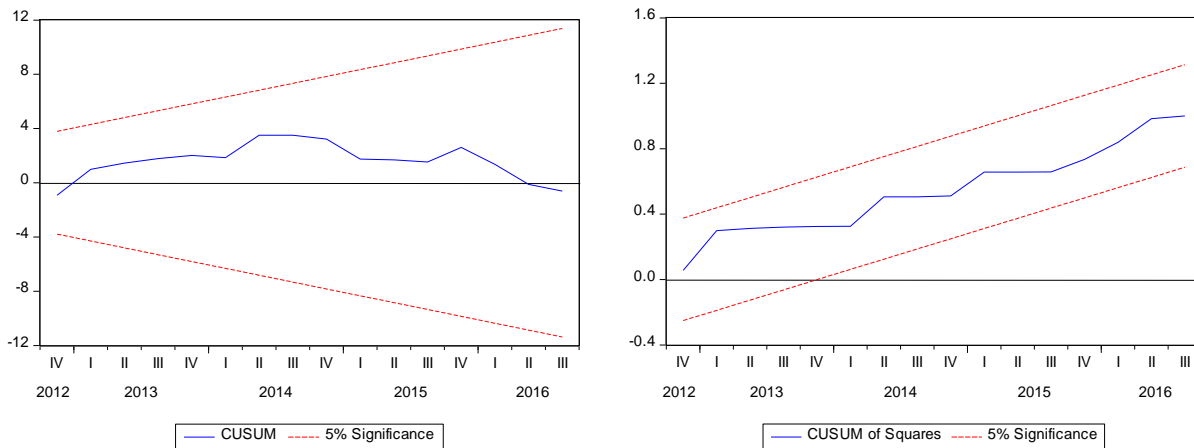 12
8
4
0
-4
-8
-12
IV I II III IV I II III IV I II III IV I II III
2012 2013 2014 2015 2016
CUSUM 5% Significance
1.6
1.2
0.8
0.4
0.0
-0.4
IV I II III IV I II III IV I II III IV I II III
2012 2013 2014 2015 2016
CUSUM of Squares 5% Significance